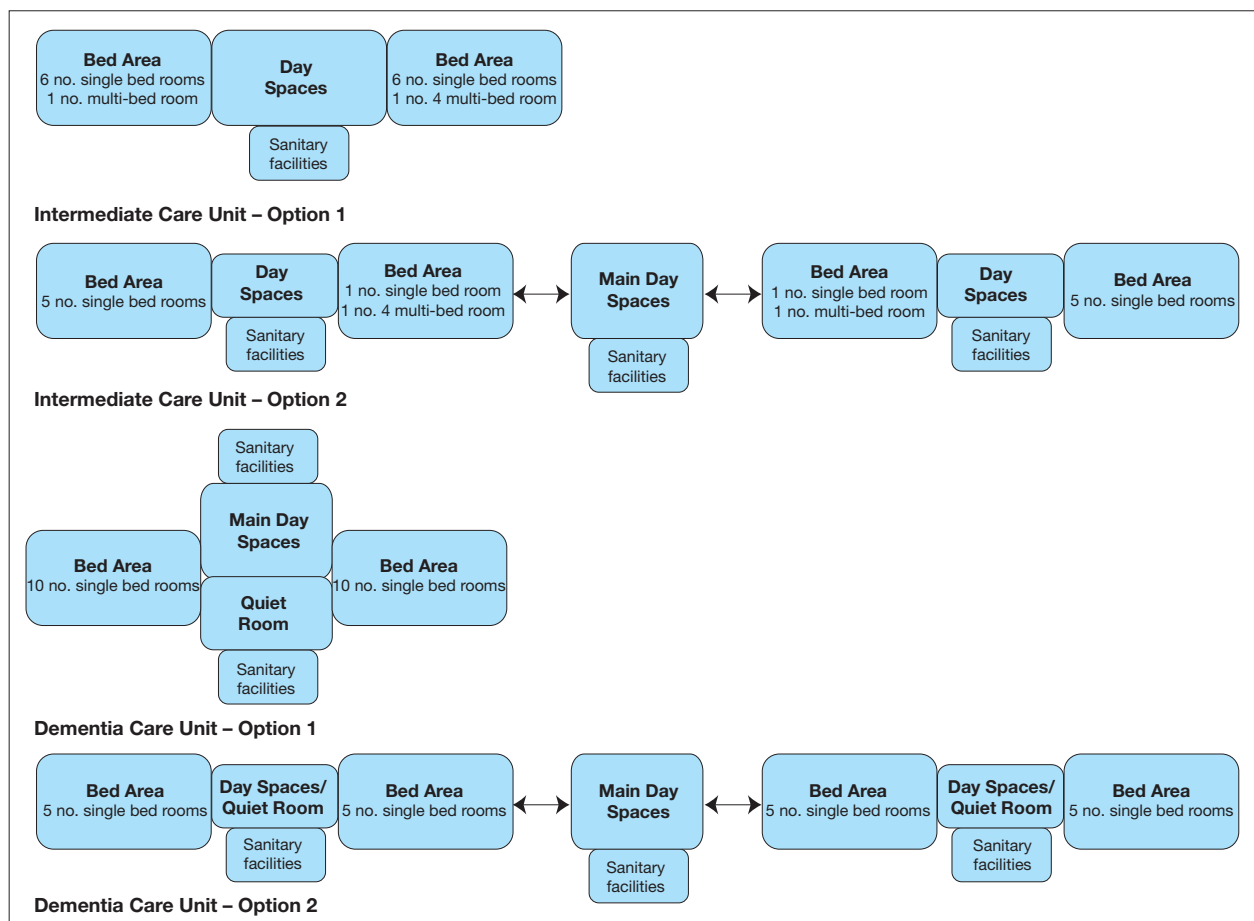 Bed Area
6 no. single bed rooms
1 no. multi-bed room
Day
Spaces
Bed Area
6 no. single bed rooms
1 no. 4 multi-bed room
Sanitary
facilities
Intermediate Care Unit – Option 1
Bed Area
5 no. single bed rooms
Day
Spaces
Sanitary
facilities
Bed Area
1 no. single bed room
1 no. 4 multi-bed room
Main Day
Spaces
Sanitary
facilities
Bed Area
1 no. single bed room
1 no. multi-bed room
Day
Spaces
Sanitary
facilities
Bed Area
5 no. single bed rooms
Intermediate Care Unit – Option 2
Sanitary
facilities
Main Day
Spaces
Bed Area
10 no. single bed rooms
Bed Area
10 no. single bed rooms
Quiet
Room
Sanitary
facilities
Dementia Care Unit – Option 1
Bed Area
5 no. single bed rooms
Day Spaces/
Quiet Room
Sanitary
facilities
Bed Area
5 no. single bed rooms
Main Day
Spaces
Sanitary
facilities
Bed Area
5 no. single bed rooms
Day Spaces/
Quiet Room
Sanitary
facilities
Bed Area
5 no. single bed rooms
Dementia Care Unit – Option 2